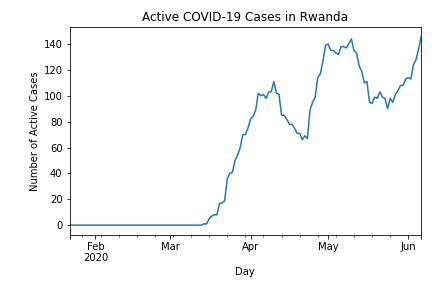 Active COVID-19 Cases in Rwanda
140
120
100
80
60
40
20
0
Number of Active Cases
Feb Mar Apr May Jun
2020
Day